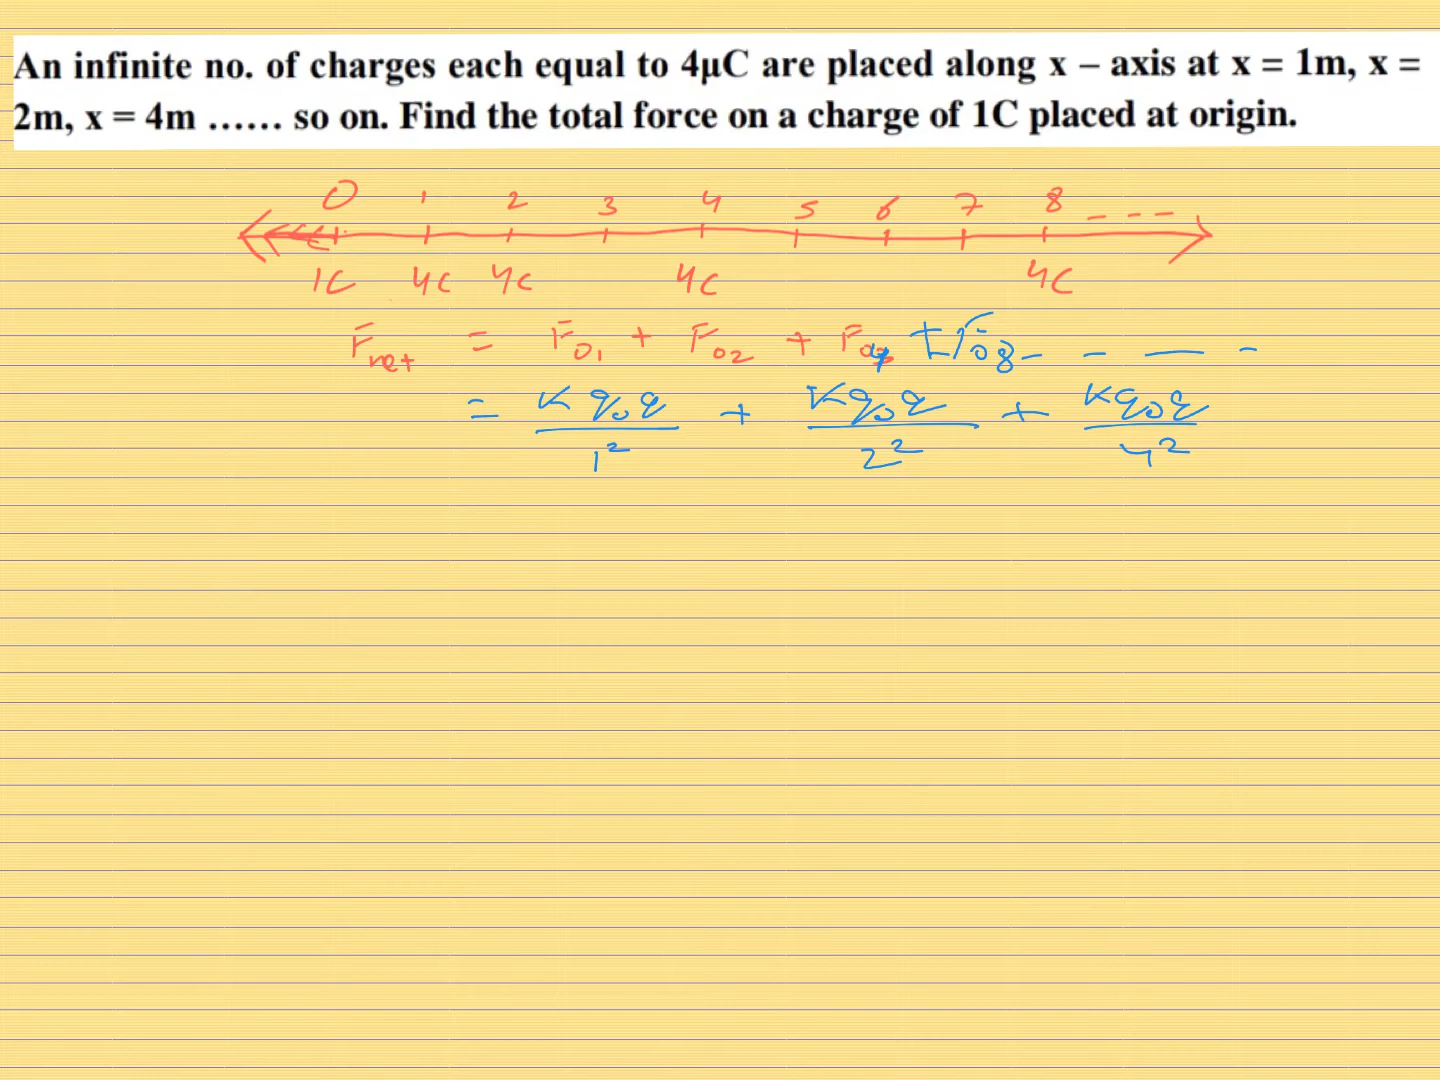 An infinite no. of charges each equal to 4μC are placed along x – axis at x = 1m, x =
2m, x = 4m …… so on. Find the total force on a charge of 1C placed at origin.
0 1 2 3 4 5 6 7 8 - - -
1C 4C 4C 4C 4C
F net = F01 + F02 + F04 + F08 - - - -
= Kq₀q/1² + Kq₀q/2² + Kq₀q/4²